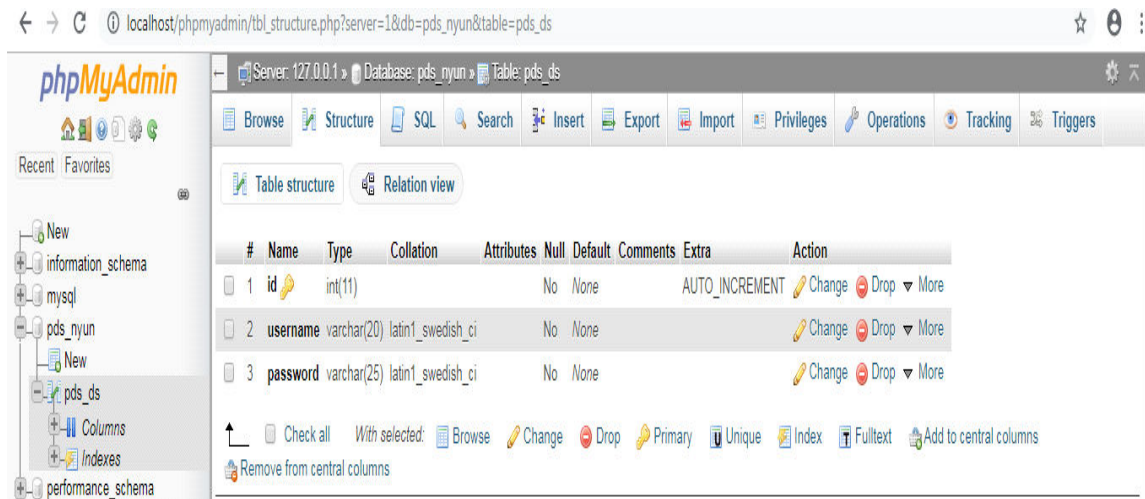 localhost/phpmyadmin/tbl_structure.php?server=1&db=pds_nyun&table=pds_ds
phpMyAdmin
Recent Favorites
New
information_schema
mysql
pds_nyun
New
pds_ds
Columns
Indexes
performance_schema
Server: 127.0.0.1 » Database: pds_nyun » Table: pds_ds
Browse Structure SQL Search Insert Export Import Privileges Operations Tracking Triggers
Table structure Relation view
# Name Type Collation Attributes Null Default Comments Extra Action
1 id int(11) No None AUTO_INCREMENT Change Drop More
2 username varchar(20) latin1_swedish_ci No None Change Drop More
3 password varchar(25) latin1_swedish_ci No None Change Drop More
Check all With selected: Browse Change Drop Primary Unique Index Fulltext Add to central columns
Remove from central columns